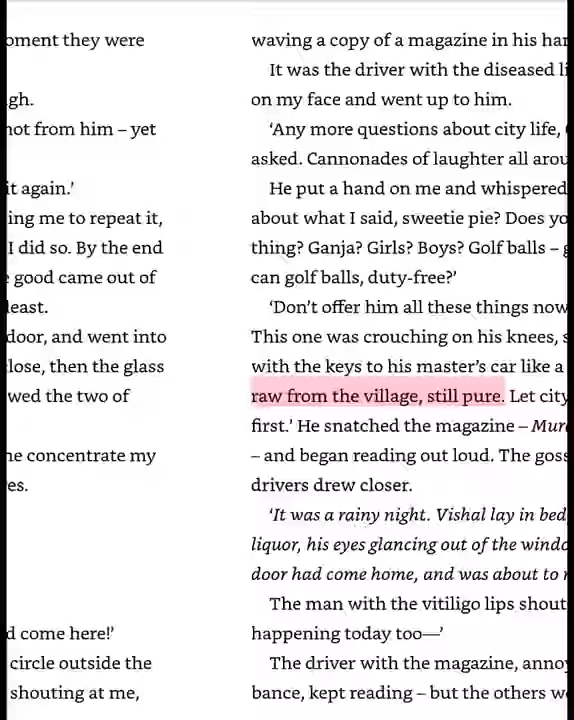 oment they were
gh.
not from him – yet
it again.'
ing me to repeat it,
I did so. By the end
good came out of
least.
door, and went into
lose, then the glass
wed the two of
he concentrate my
es.
d come here!'
circle outside the
shouting at me,
waving a copy of a magazine in his han
It was the driver with the diseased li
on my face and went up to him.
'Any more questions about city life,
asked. Cannonades of laughter all arou
He put a hand on me and whispered
about what I said, sweetie pie? Does yo
thing? Ganja? Girls? Boys? Golf balls –
can golf balls, duty-free?'
'Don't offer him all these things now
This one was crouching on his knees, s
with the keys to his master's car like a
raw from the village, still pure. Let city
first.' He snatched the magazine – Mur
– and began reading out loud. The goss
drivers drew closer.
'It was a rainy night. Vishal lay in bed
liquor, his eyes glancing out of the windo
door had come home, and was about to
The man with the vitiligo lips shout
happening today too—'
The driver with the magazine, anno
bance, kept reading – but the others w